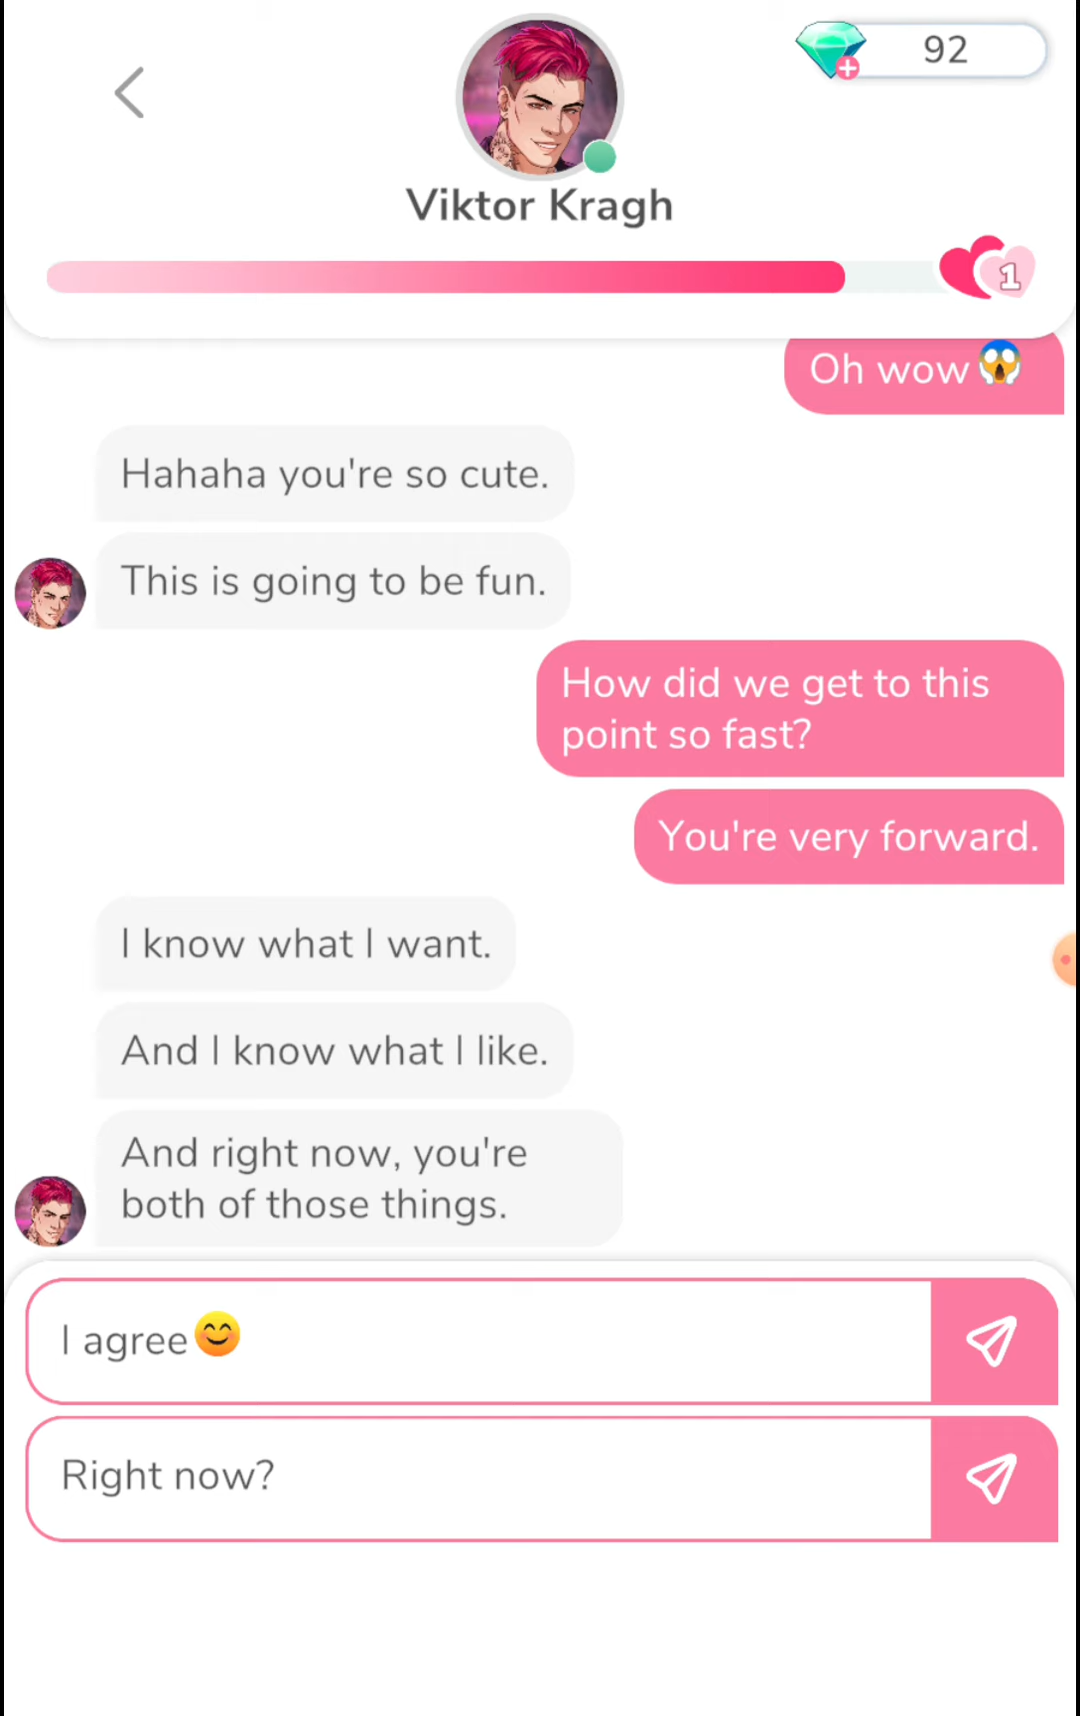 92
Viktor Kragh
1
Oh wow😱
Hahaha you're so cute.
This is going to be fun.
How did we get to this
point so fast?
You're very forward.
I know what I want.
And I know what I like.
And right now, you're
both of those things.
I agree😊
Right now?